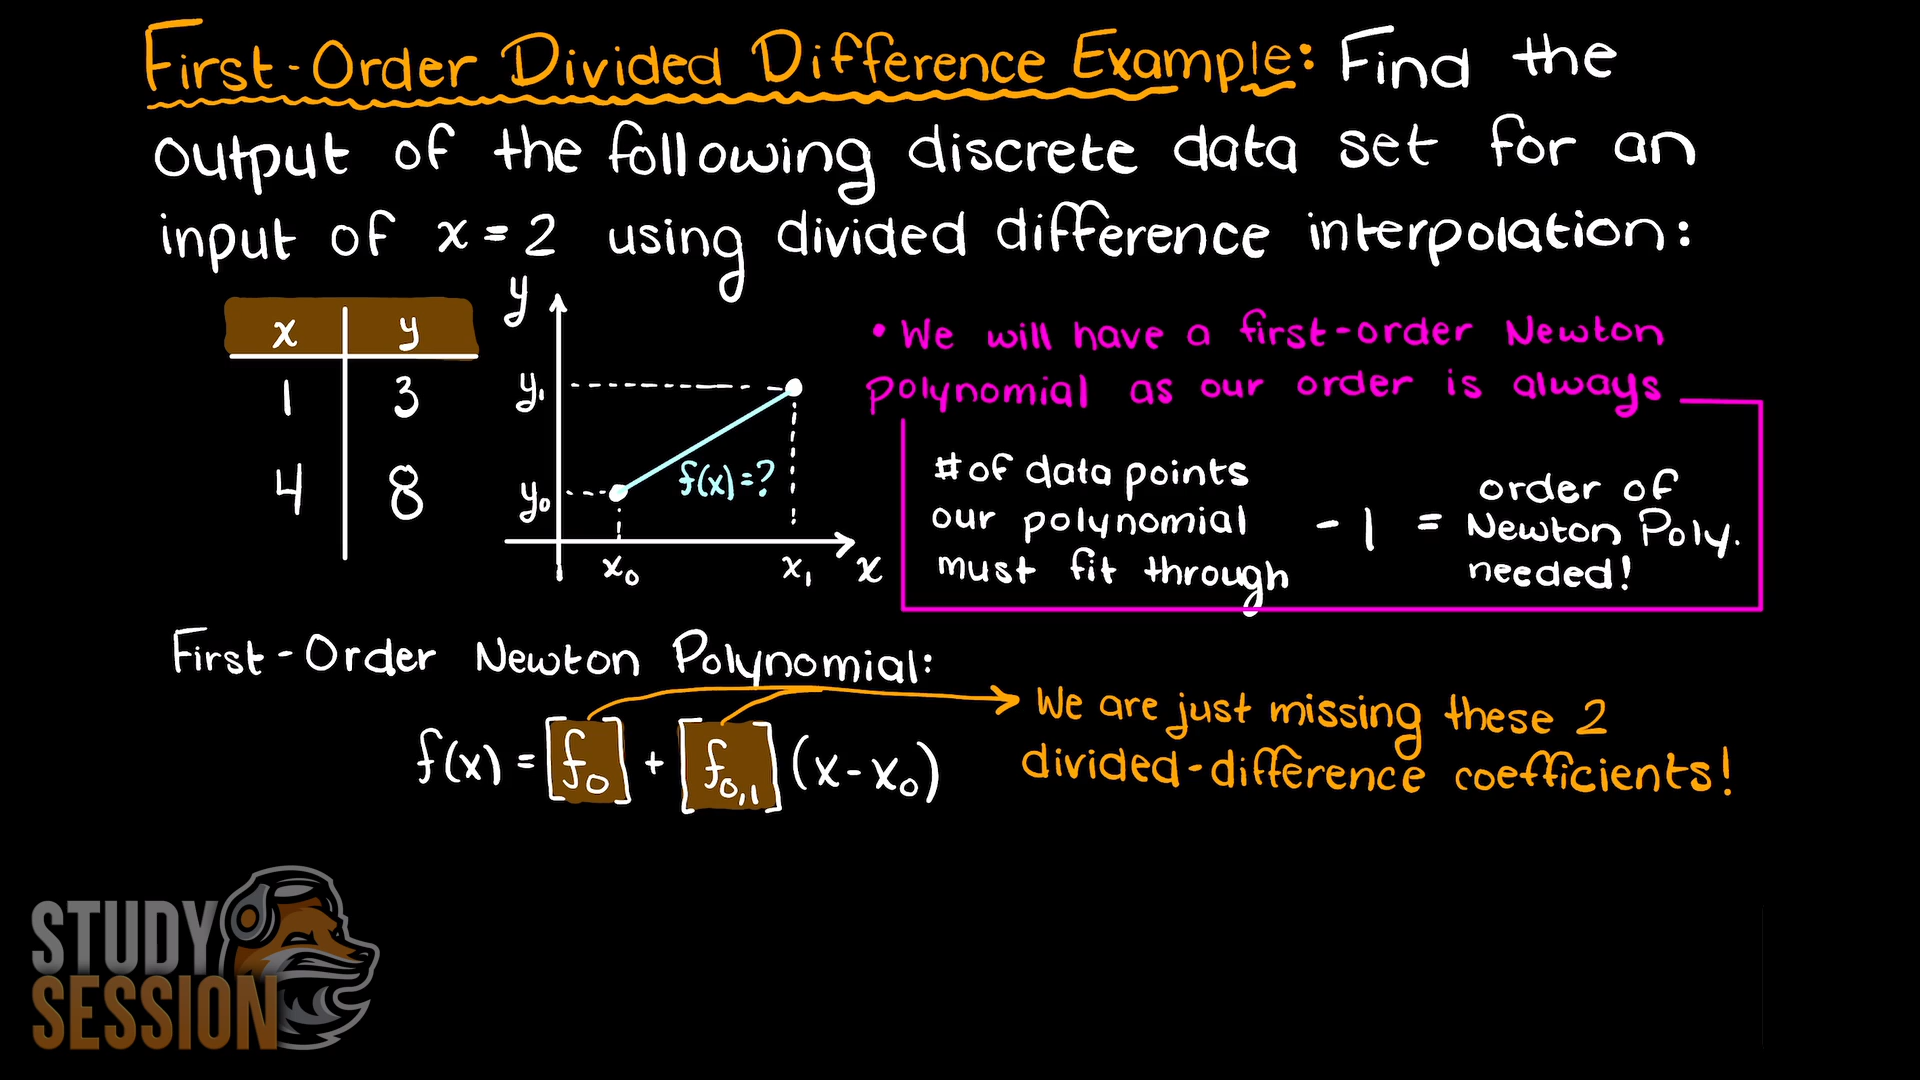 First-Order Divided Difference Example: Find the
output of the following discrete data set for an
input of x = 2 using divided difference interpolation:
x y
1 3
4 8
y
y₁
y₀
f(x)=?
x₀ x₁ x
• We will have a first-order Newton
polynomial as our order is always
# of data points
our polynomial
must fit through
- 1 =
order of
Newton Poly.
needed!
First-Order Newton Polynomial:
f(x) = [f₀] + [f₀,₁] (x-x₀)
We are just missing these 2
divided-difference coefficients!
STUDY
SESSION